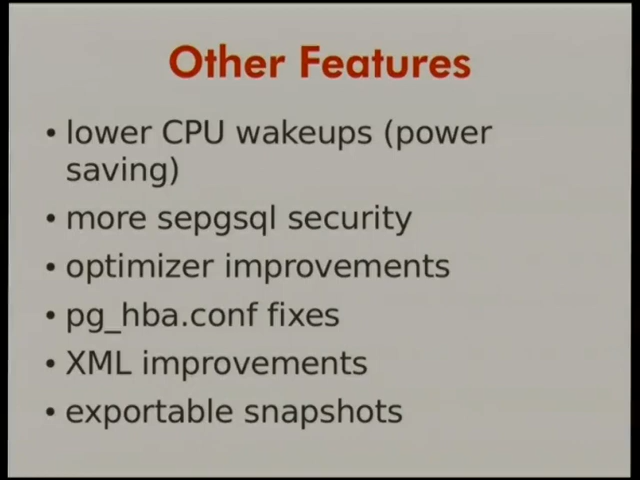 Other Features
• lower CPU wakeups (power
saving)
• more sepgsql security
• optimizer improvements
• pg_hba.conf fixes
• XML improvements
• exportable snapshots